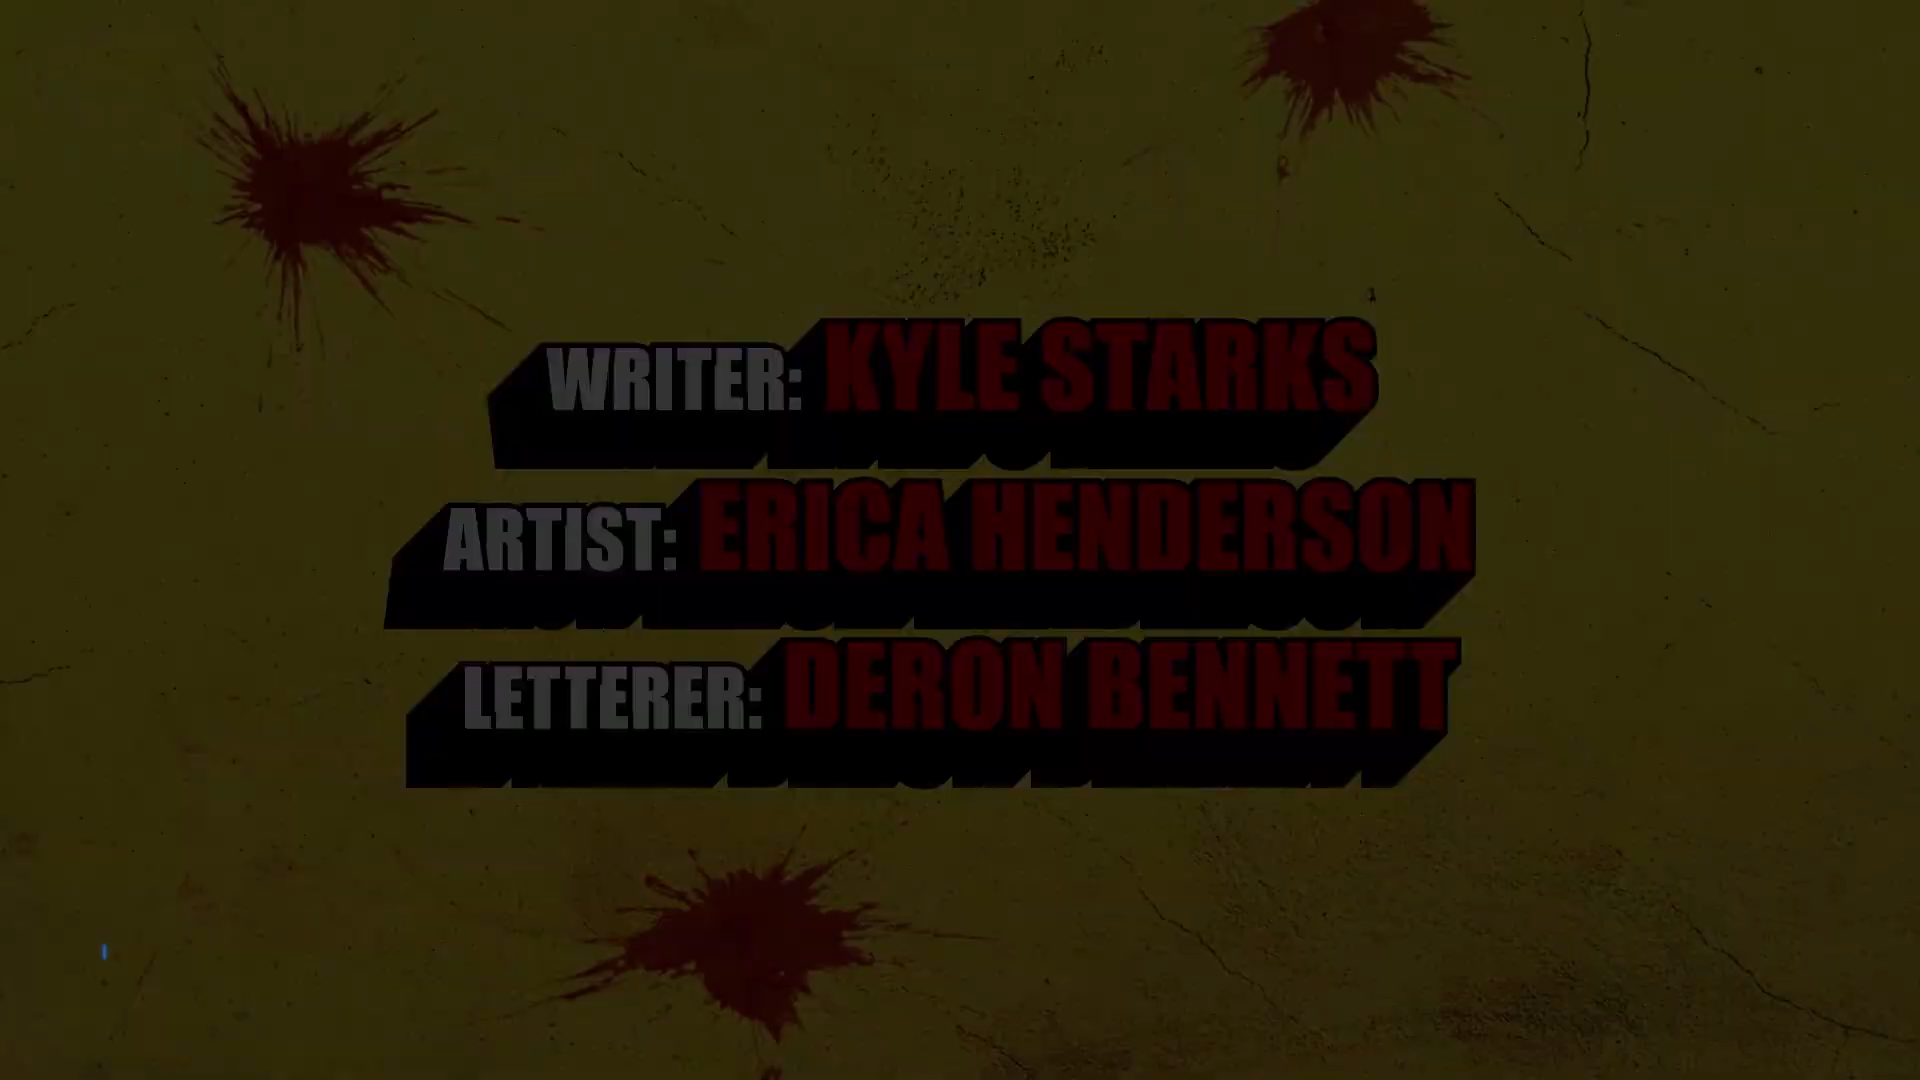 WRITER: KYLE STARKS
ARTIST: ERICA HENDERSON
LETTERER: DERON BENNETT